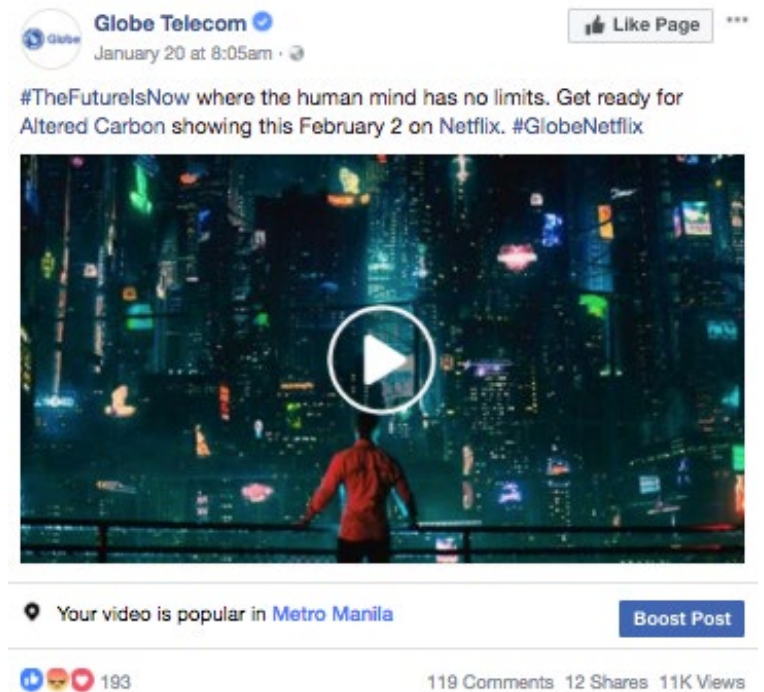 Globe
Globe Telecom
January 20 at 8:05am ·
Like Page
#TheFutureIsNow where the human mind has no limits. Get ready for
Altered Carbon showing this February 2 on Netflix. #GlobeNetflix
Your video is popular in Metro Manila
Boost Post
193
119 Comments 12 Shares 11K Views